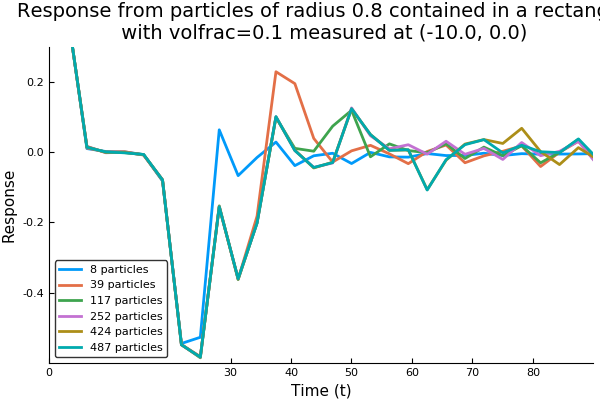 Response from particles of radius 0.8 contained in a rectang
with volfrac=0.1 measured at (-10.0, 0.0)
0.2
0.0
-0.2
-0.4
Response
8 particles
39 particles
117 particles
252 particles
424 particles
487 particles
0 30 40 50 60 70 80
Time (t)